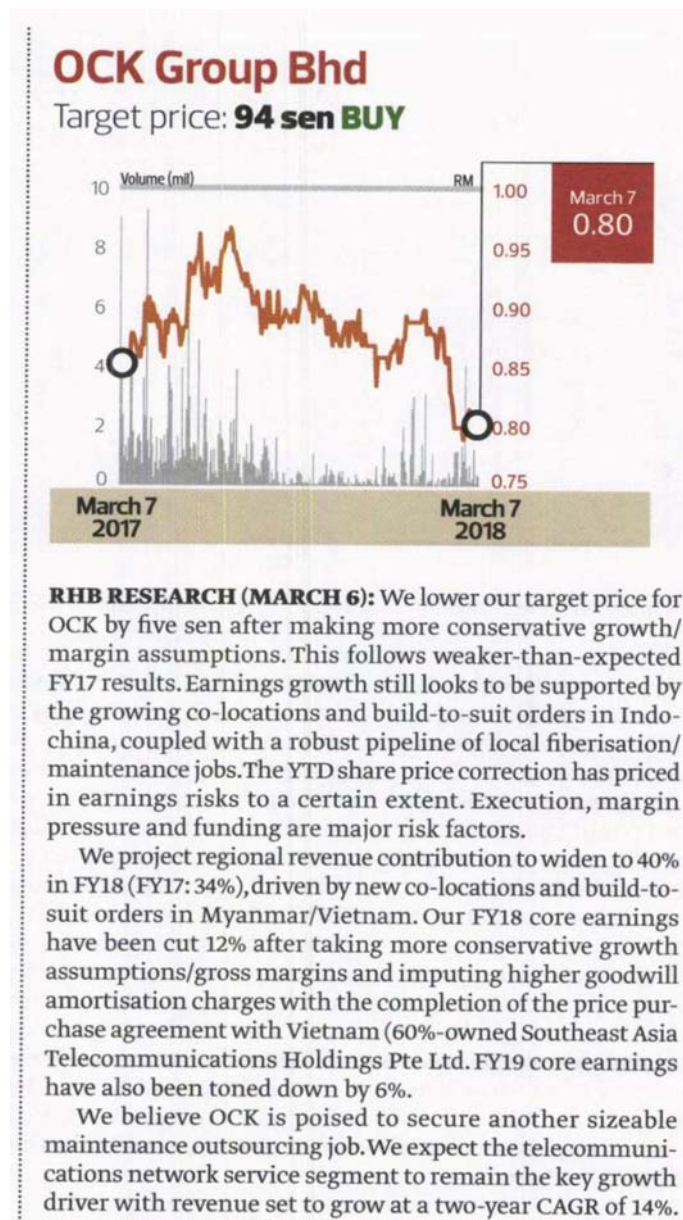 OCK Group Bhd
Target price: 94 sen BUY
Volume (mil)
RM
10
8
6
4
2
0
1.00
0.95
0.90
0.85
0.80
0.75
March 7
0.80
March 7
2017
March 7
2018
RHB RESEARCH (MARCH 6): We lower our target price for
OCK by five sen after making more conservative growth/
margin assumptions. This follows weaker-than-expected
FY17 results. Earnings growth still looks to be supported by
the growing co-locations and build-to-suit orders in Indo-
china, coupled with a robust pipeline of local fiberisation/
maintenance jobs. The YTD share price correction has priced
in earnings risks to a certain extent. Execution, margin
pressure and funding are major risk factors.
We project regional revenue contribution to widen to 40%
in FY18 (FY17: 34%), driven by new co-locations and build-to-
suit orders in Myanmar/Vietnam. Our FY18 core earnings
have been cut 12% after taking more conservative growth
assumptions/gross margins and imputing higher goodwill
amortisation charges with the completion of the price pur-
chase agreement with Vietnam (60%-owned Southeast Asia
Telecommunications Holdings Pte Ltd. FY19 core earnings
have also been toned down by 6%.
We believe OCK is poised to secure another sizeable
maintenance outsourcing job. We expect the telecommuni-
cations network service segment to remain the key growth
driver with revenue set to grow at a two-year CAGR of 14%.